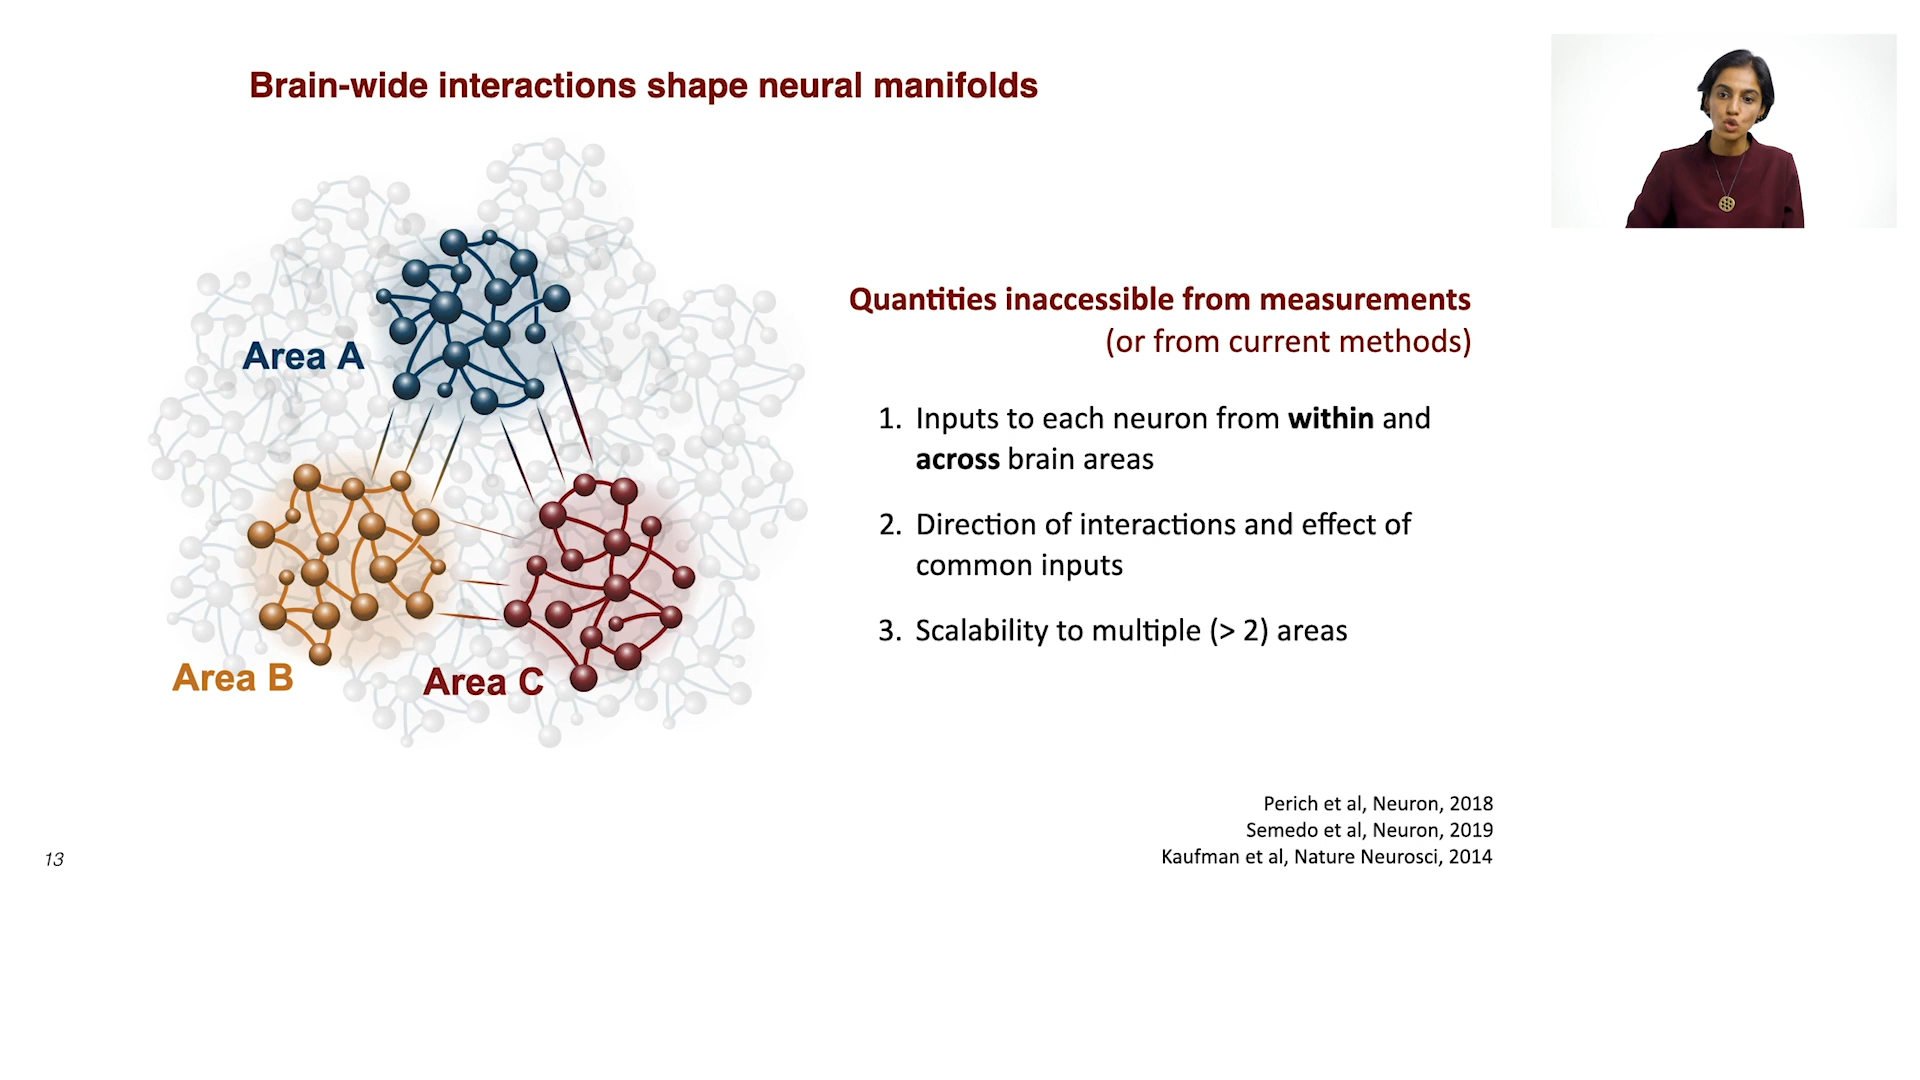 Brain-wide interactions shape neural manifolds
Area A
Area B
Area C
Quantities inaccessible from measurements
(or from current methods)
1. Inputs to each neuron from within and
across brain areas
2. Direction of interactions and effect of
common inputs
3. Scalability to multiple (> 2) areas
Perich et al, Neuron, 2018
Semedo et al, Neuron, 2019
Kaufman et al, Nature Neurosci, 2014
13